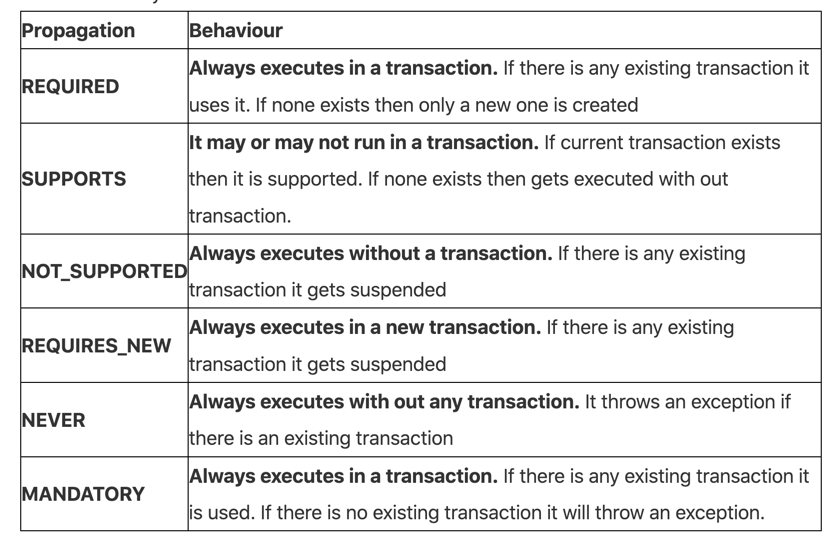 Propagation Behaviour
REQUIRED
Always executes in a transaction. If there is any existing transaction it
uses it. If none exists then only a new one is created
SUPPORTS
It may or may not run in a transaction. If current transaction exists
then it is supported. If none exists then gets executed with out
transaction.
NOT_SUPPORTED
Always executes without a transaction. If there is any existing
transaction it gets suspended
REQUIRES_NEW
Always executes in a new transaction. If there is any existing
transaction it gets suspended
NEVER
Always executes with out any transaction. It throws an exception if
there is an existing transaction
MANDATORY
Always executes in a transaction. If there is any existing transaction it
is used. If there is no existing transaction it will throw an exception.